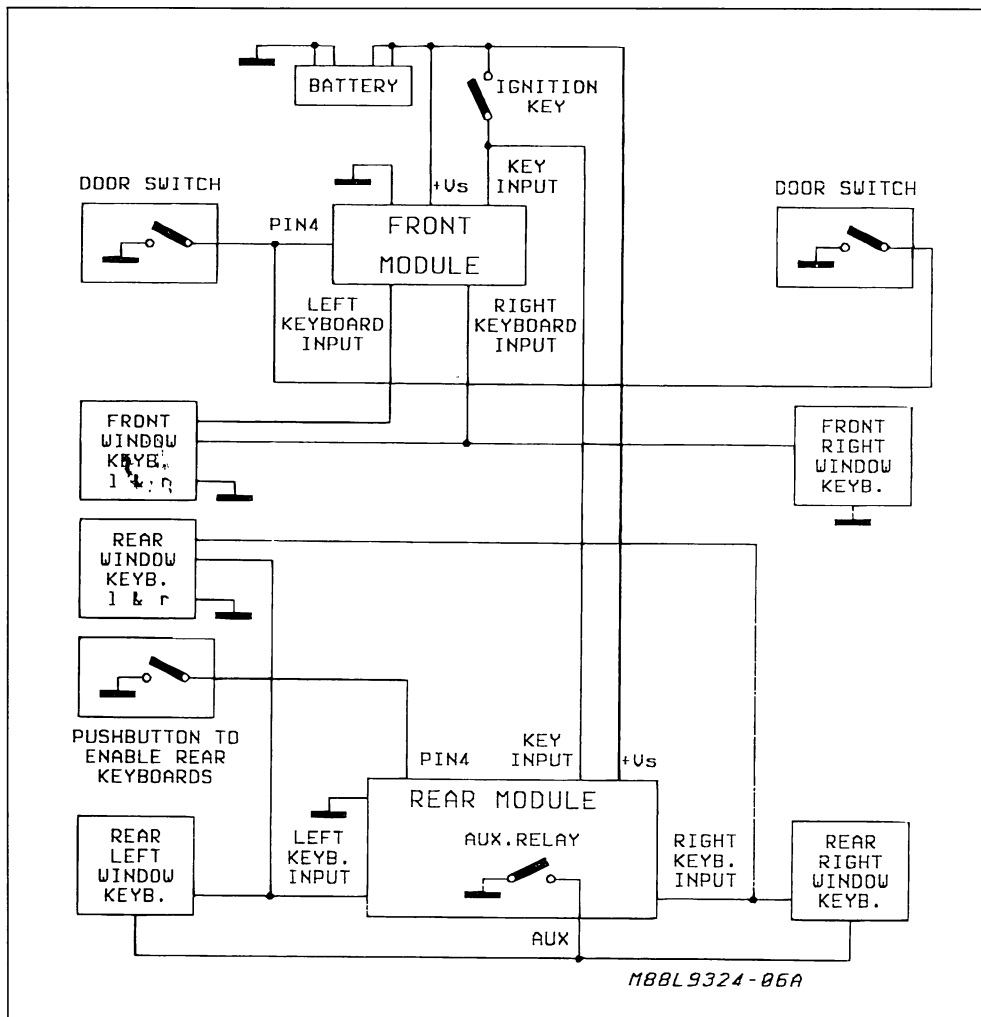 BATTERY
IGNITION
KEY
DOOR SWITCH
+Vs
KEY
INPUT
DOOR SWITCH
PIN4
FRONT
MODULE
LEFT
KEYBOARD
INPUT
RIGHT
KEYBOARD
INPUT
FRONT
WINDOW
KEYB.
l & r
FRONT
RIGHT
WINDOW
KEYB.
REAR
WINDOW
KEYB.
l & r
PUSHBUTTON TO
ENABLE REAR
KEYBOARDS
PIN4
KEY
INPUT
+Vs
REAR MODULE
AUX.RELAY
REAR
LEFT
WINDOW
KEYB.
LEFT
KEYB.
INPUT
RIGHT
KEYB.
INPUT
REAR
RIGHT
WINDOW
KEYB.
AUX
M88L9324-06A